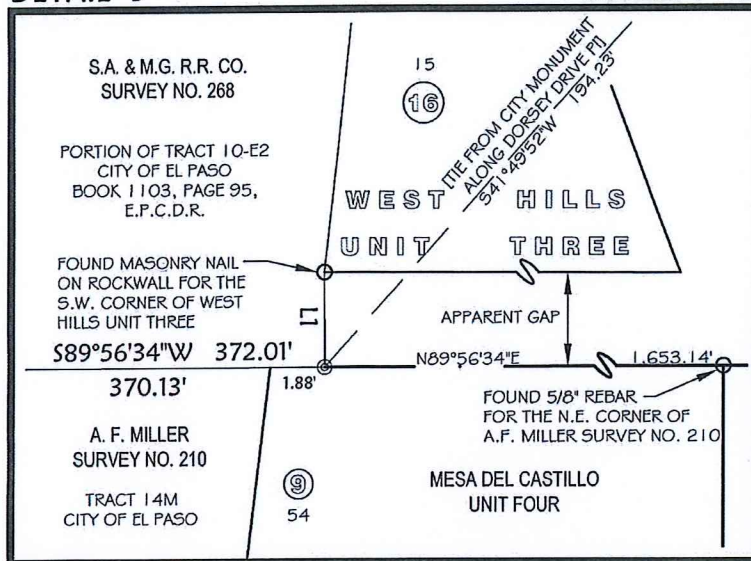 S.A. & M.G. R.R. CO.
SURVEY NO. 268
PORTION OF TRACT 10-E2
CITY OF EL PASO
BOOK 1103, PAGE 95,
E.P.C.D.R.
15
16
[TIE FROM CITY MONUMENT
ALONG DORSEY DRIVE PI]
S41°49'52"W 194.23'
WEST HILLS
UNIT THREE
FOUND MASONRY NAIL
ON ROCKWALL FOR THE
S.W. CORNER OF WEST
HILLS UNIT THREE
L1
APPARENT GAP
S89°56'34"W 372.01'
N89°56'34"E 1,653.14'
370.13'
1.88'
FOUND 5/8" REBAR
FOR THE N.E. CORNER OF
A.F. MILLER SURVEY NO. 210
A. F. MILLER
SURVEY NO. 210
TRACT 14M
CITY OF EL PASO
9
54
MESA DEL CASTILLO
UNIT FOUR